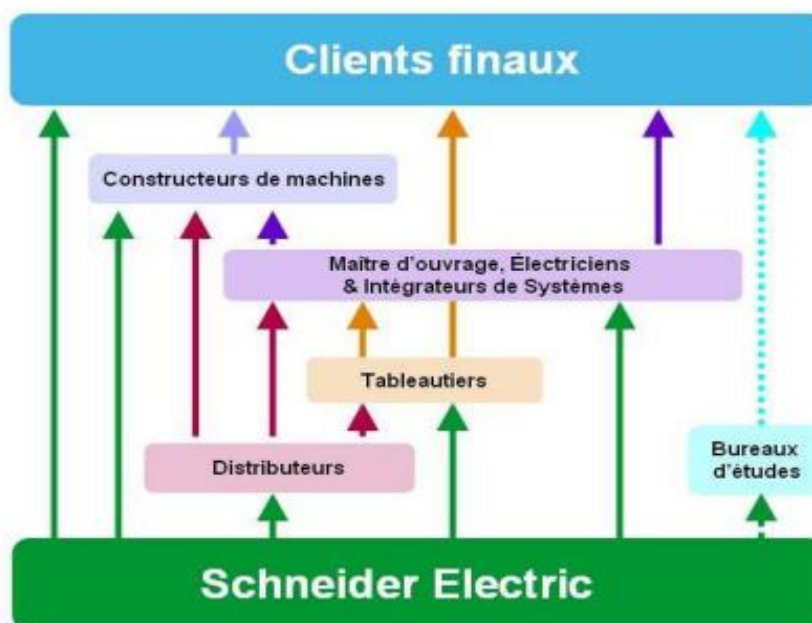 Clients finaux
Constructeurs de machines
Maître d'ouvrage, Électriciens
& Intégrateurs de Systèmes
Tableautiers
Distributeurs
Bureaux
d'études
Schneider Electric